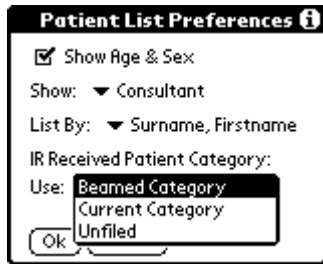 Patient List Preferences
Show Age & Sex
Show: Consultant
List By: Surname, Firstname
IR Received Patient Category:
Use: Beamed Category
Current Category
Unfiled
Ok